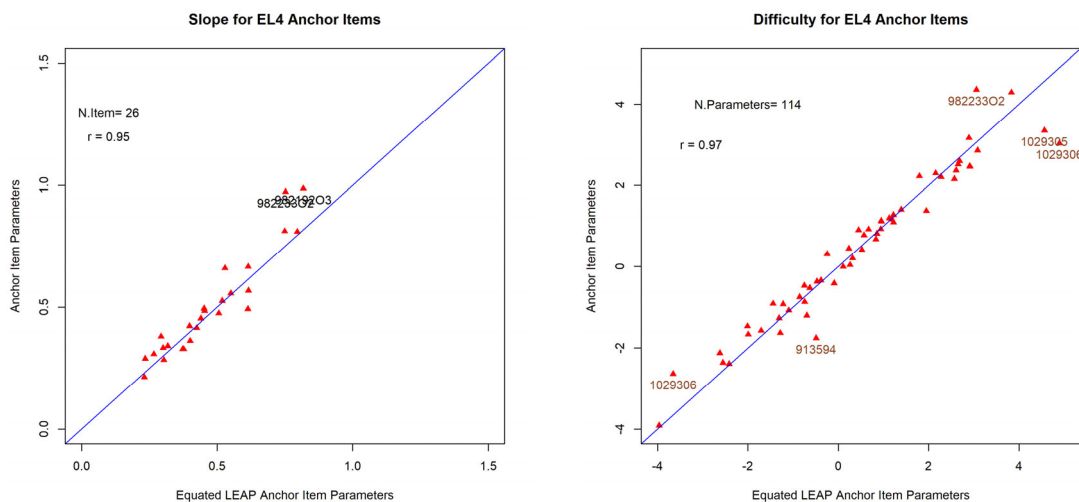 Slope for EL4 Anchor Items
Anchor Item Parameters
1.5
1.0
0.5
0.0
N.Item= 26
r = 0.95
982192O3
982233O2
0.0 0.5 1.0 1.5
Equated LEAP Anchor Item Parameters
Difficulty for EL4 Anchor Items
Anchor Item Parameters
4
2
0
-2
-4
N.Parameters= 114
r = 0.97
982233O2
1029305
1029306
913594
1029306
-4 -2 0 2 4
Equated LEAP Anchor Item Parameters